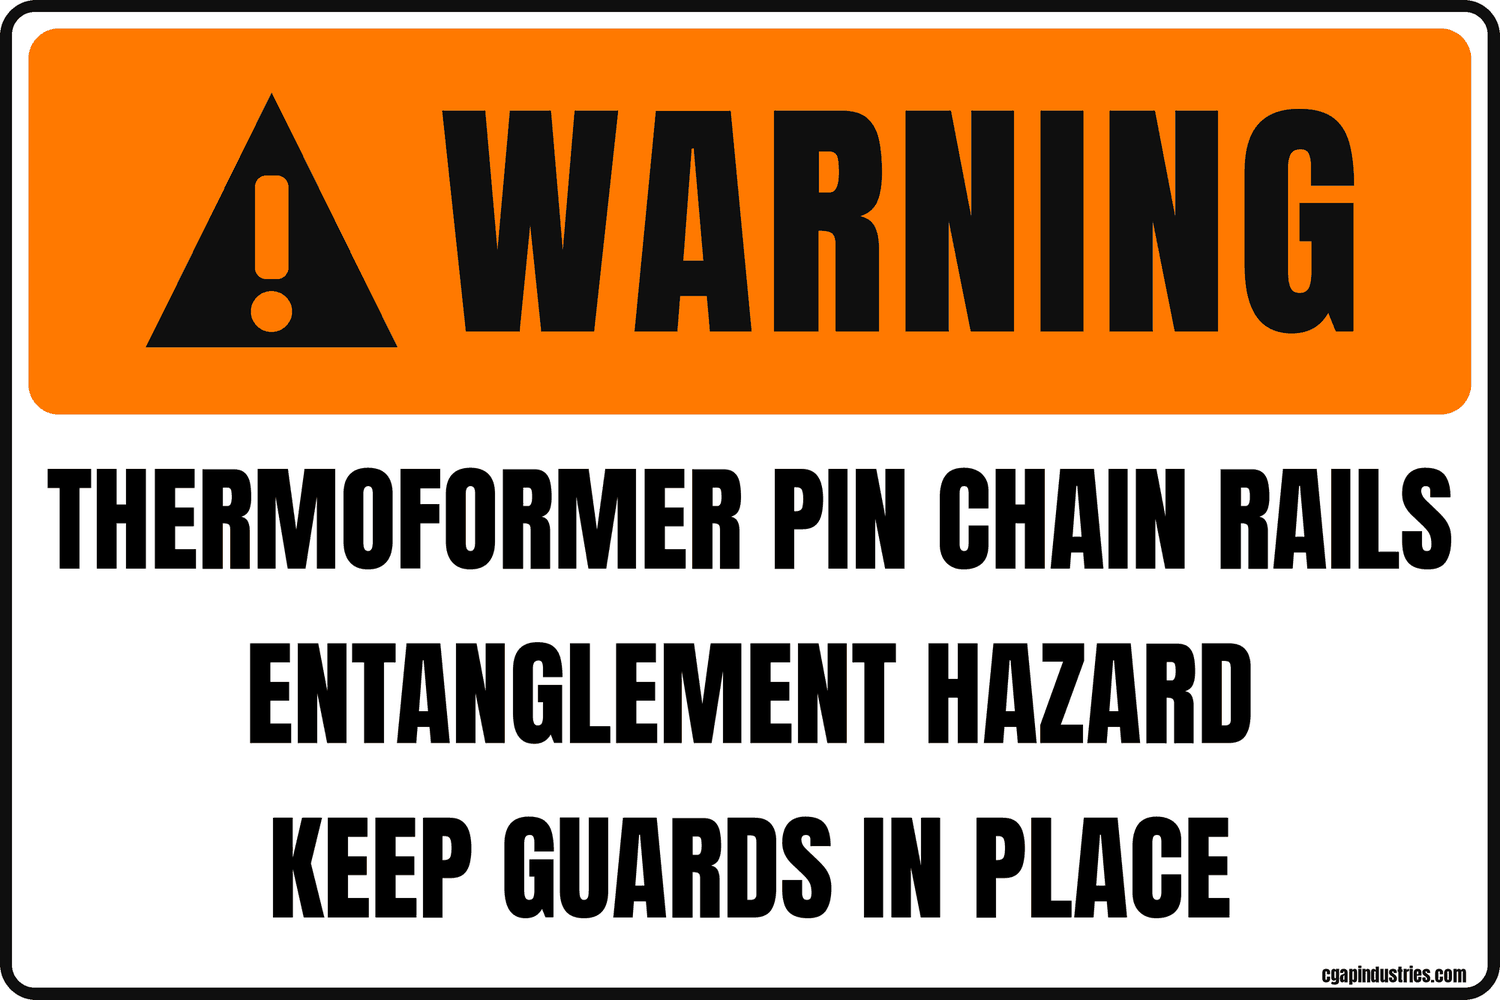 WARNING
THERMOFORMER PIN CHAIN RAILS
ENTANGLEMENT HAZARD
KEEP GUARDS IN PLACE
cgapindustries.com